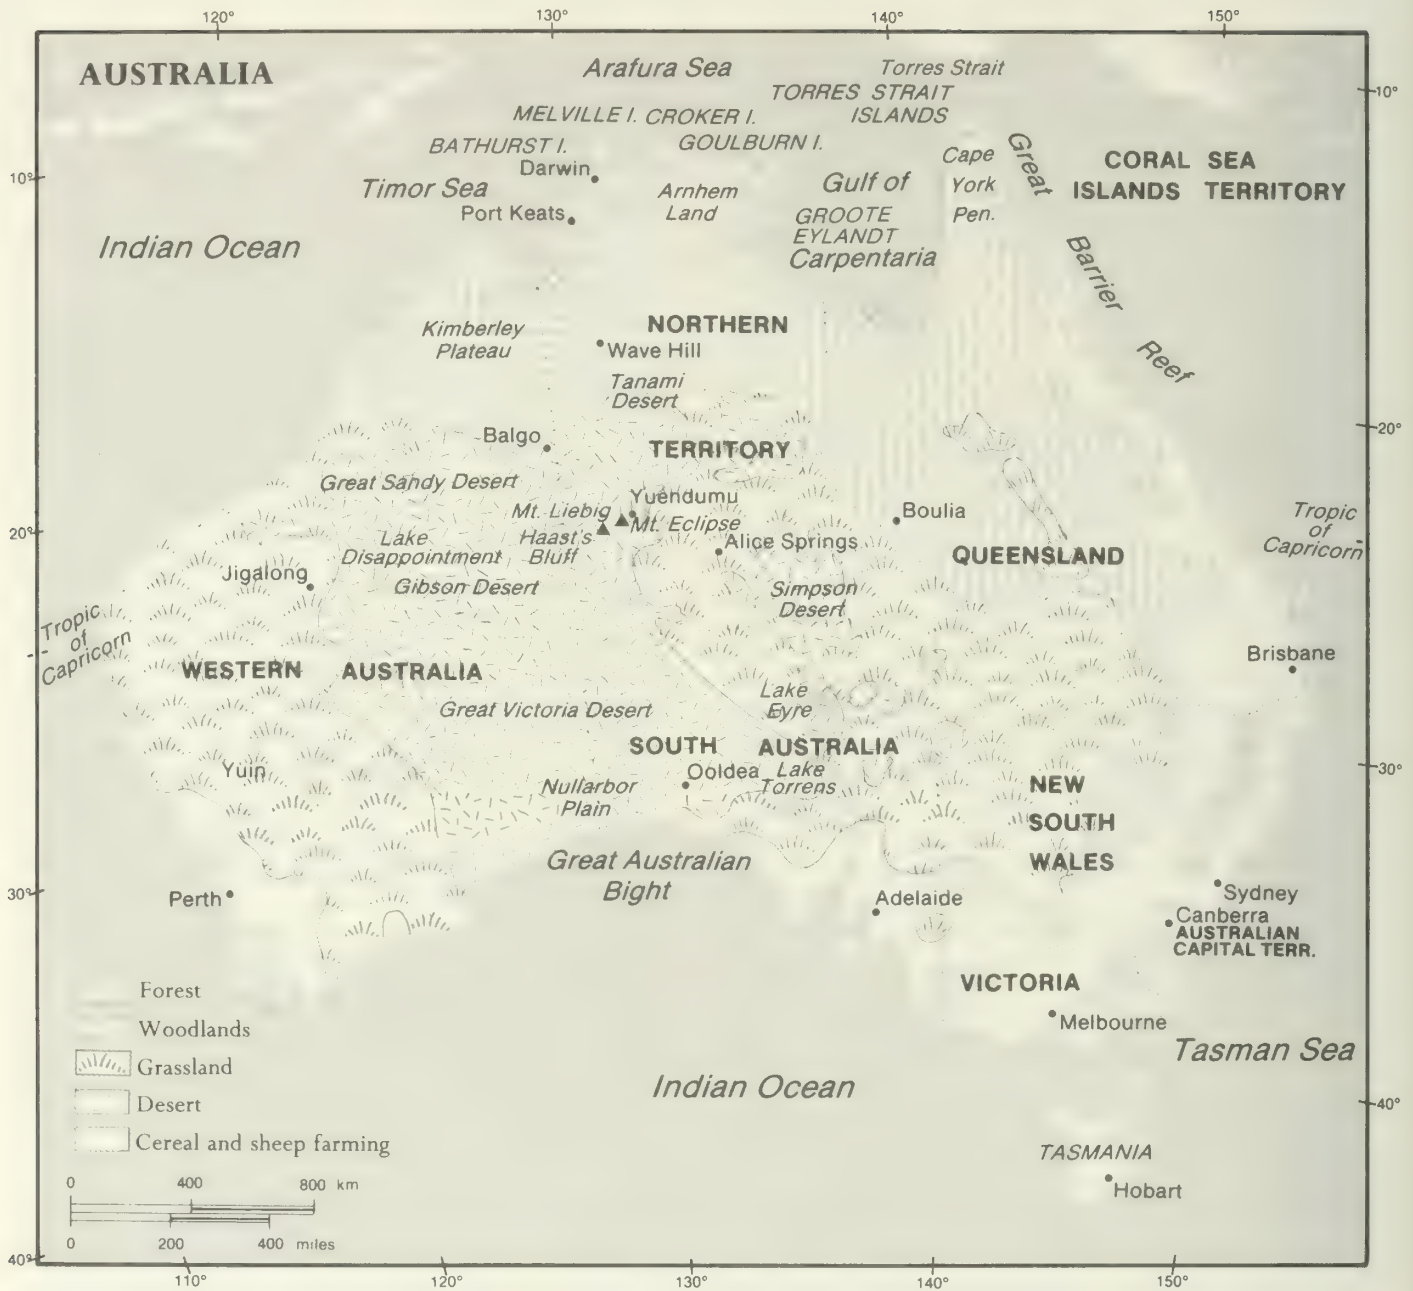 120°
130°
140°
150°
AUSTRALIA
Arafura Sea
Torres Strait
TORRES STRAIT
ISLANDS
10°
MELVILLE I.
CROKER I.
BATHURST I.
GOULBURN I.
Darwin
Cape
York
Pen.
Great
Barrier
Reef
CORAL SEA
ISLANDS TERRITORY
10°
Timor Sea
Port Keats
Arnhem
Land
Gulf of
GROOTE
EYLANDT
Carpentaria
Indian Ocean
Kimberley
Plateau
NORTHERN
Wave Hill
Tanami
Desert
Balgo
TERRITORY
20°
Great Sandy Desert
Yuendumu
Mt. Liebig
Mt. Eclipse
Boulia
Tropic
of
Capricorn
20°
Lake
Disappointment
Haast's
Bluff
Alice Springs
QUEENSLAND
Jigalong
Gibson Desert
Simpson
Desert
Tropic
of
Capricorn
Brisbane
WESTERN AUSTRALIA
Lake
Eyre
Great Victoria Desert
SOUTH AUSTRALIA
Yuin
Ooldea
Lake
Torrens
30°
Nullarbor
Plain
NEW
SOUTH
WALES
Great Australian
Bight
30°
Perth
Adelaide
Sydney
Canberra
AUSTRALIAN
CAPITAL TERR.
VICTORIA
Melbourne
Forest
Woodlands
Grassland
Desert
Cereal and sheep farming
Tasman Sea
Indian Ocean
40°
TASMANIA
Hobart
0 400 800 km
0 200 400 miles
40°
110°
120°
130°
140°
150°